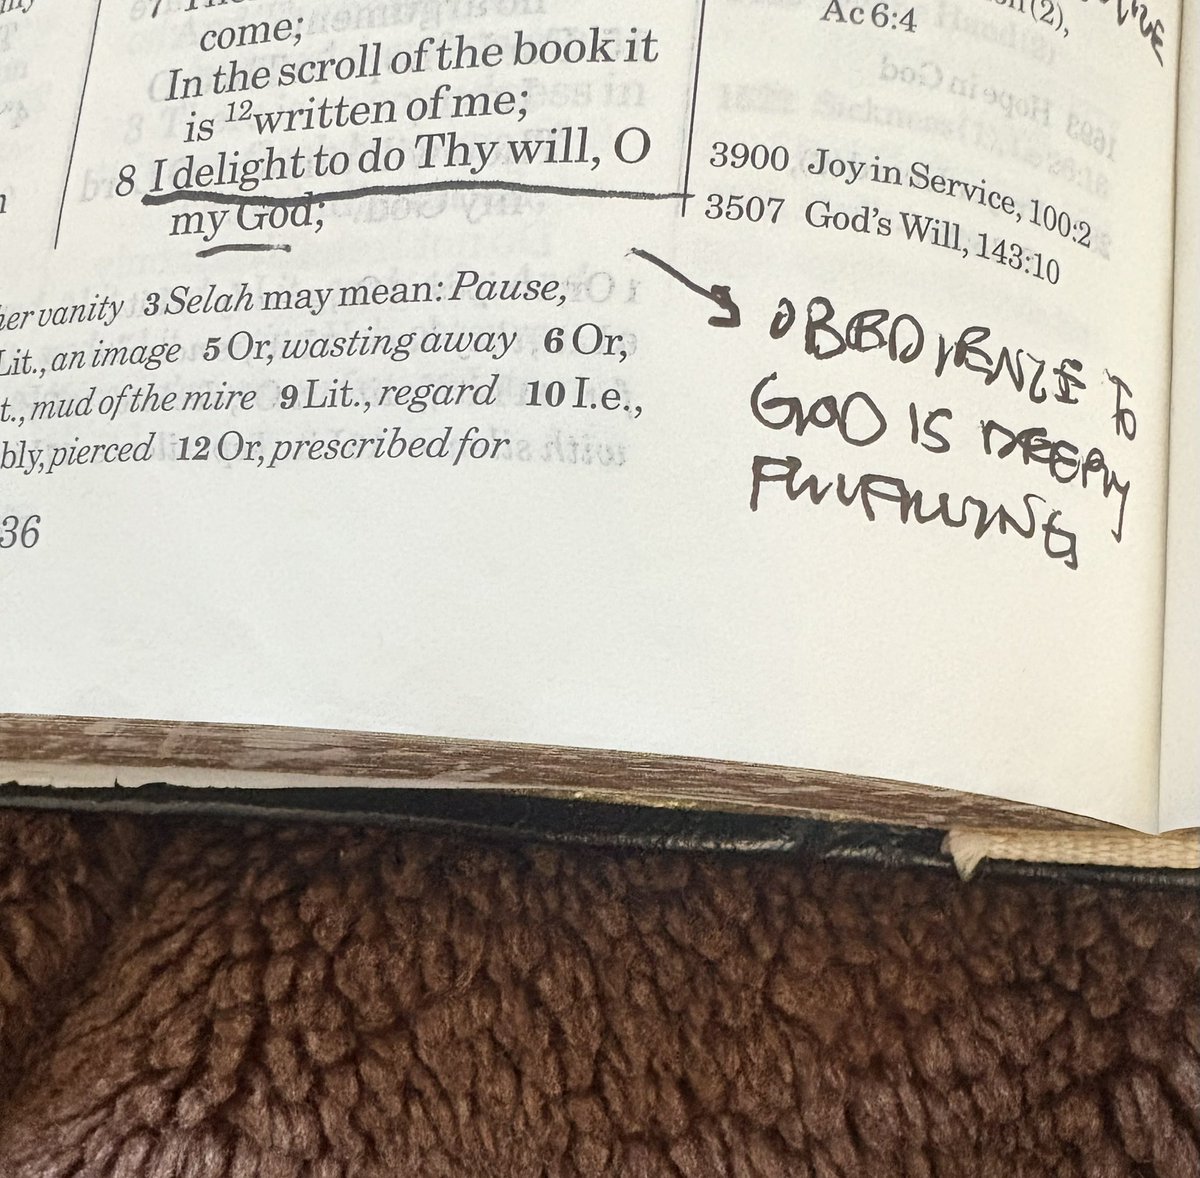 come;
In the scroll of the book it
is ¹²written of me;
8 I delight to do Thy will, O
my God;
Ac 6:4
3900 Joy in Service, 100:2
3507 God's Will, 143:10
OBEDIENCE TO
GOD IS DEEPLY
FULFILLING
vanity 3 Selah may mean: Pause,
Lit., an image 5 Or, wasting away 6 Or,
mud of the mire 9 Lit., regard 10 I.e.,
pierced 12 Or, prescribed for
36